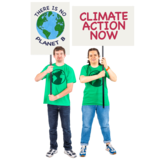 THERE IS NO
PLANET B
CLIMATE
ACTION
NOW